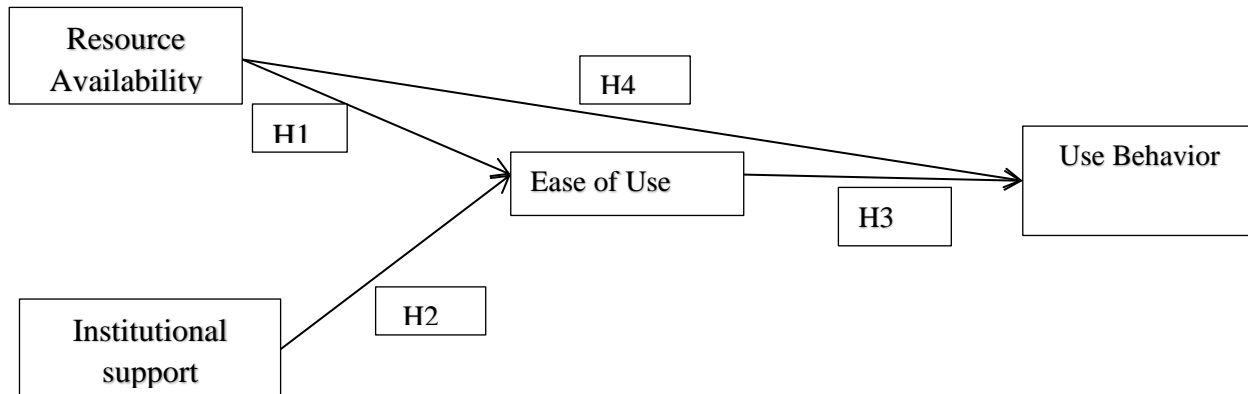 Resource
Availability
H4
H1
Ease of Use
Use Behavior
H3
H2
Institutional
support